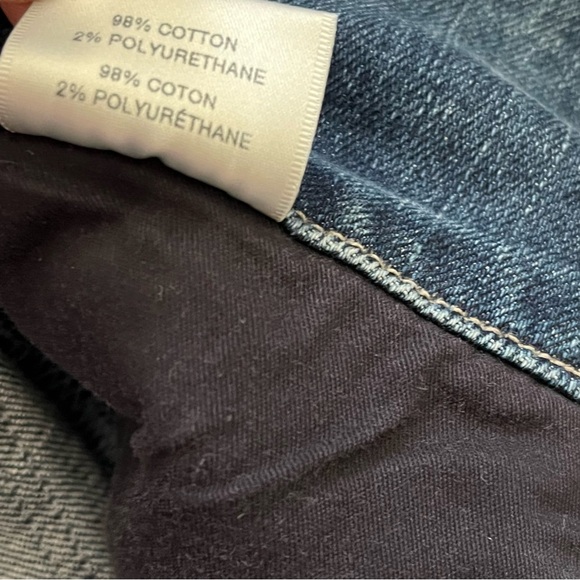 98% COTTON
2% POLYURETHANE
98% COTON
2% POLYURÉTHANE